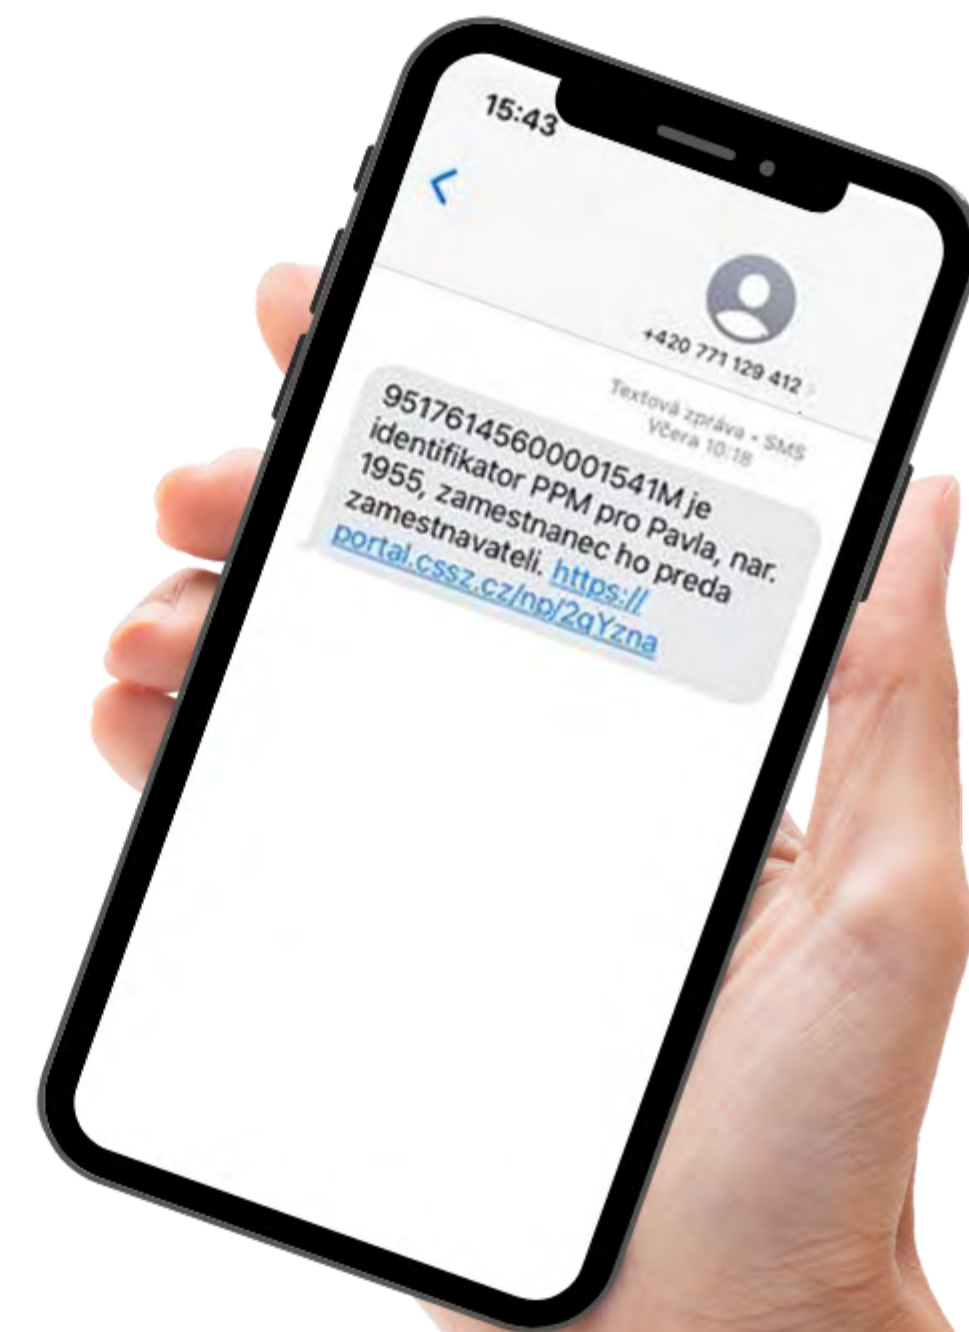 15:43
+420 771 129 412
Textová zpráva • SMS
Včera 10:18
9517614560001541M je
identifikator PPM pro Pavla, nar.
1955, zamestnanec ho preda
zamestnavateli. https://
portal.cssz.cz/np/2qYzna